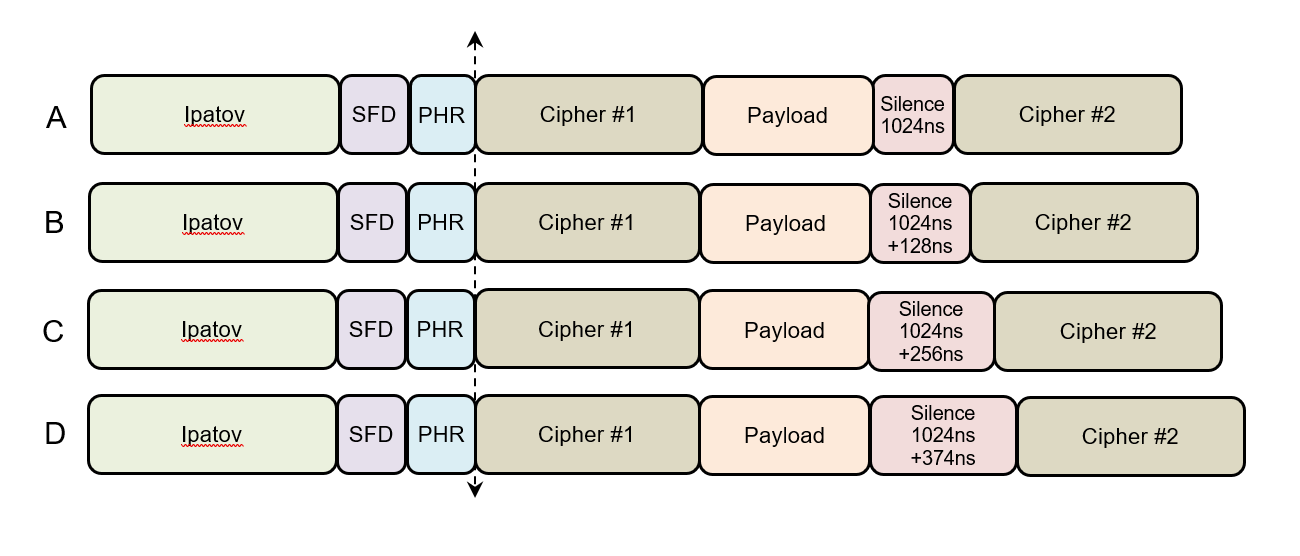 A
Ipatov
SFD
PHR
Cipher #1
Payload
Silence
1024ns
Cipher #2
B
Ipatov
SFD
PHR
Cipher #1
Payload
Silence
1024ns
+128ns
Cipher #2
C
Ipatov
SFD
PHR
Cipher #1
Payload
Silence
1024ns
+256ns
Cipher #2
D
Ipatov
SFD
PHR
Cipher #1
Payload
Silence
1024ns
+374ns
Cipher #2